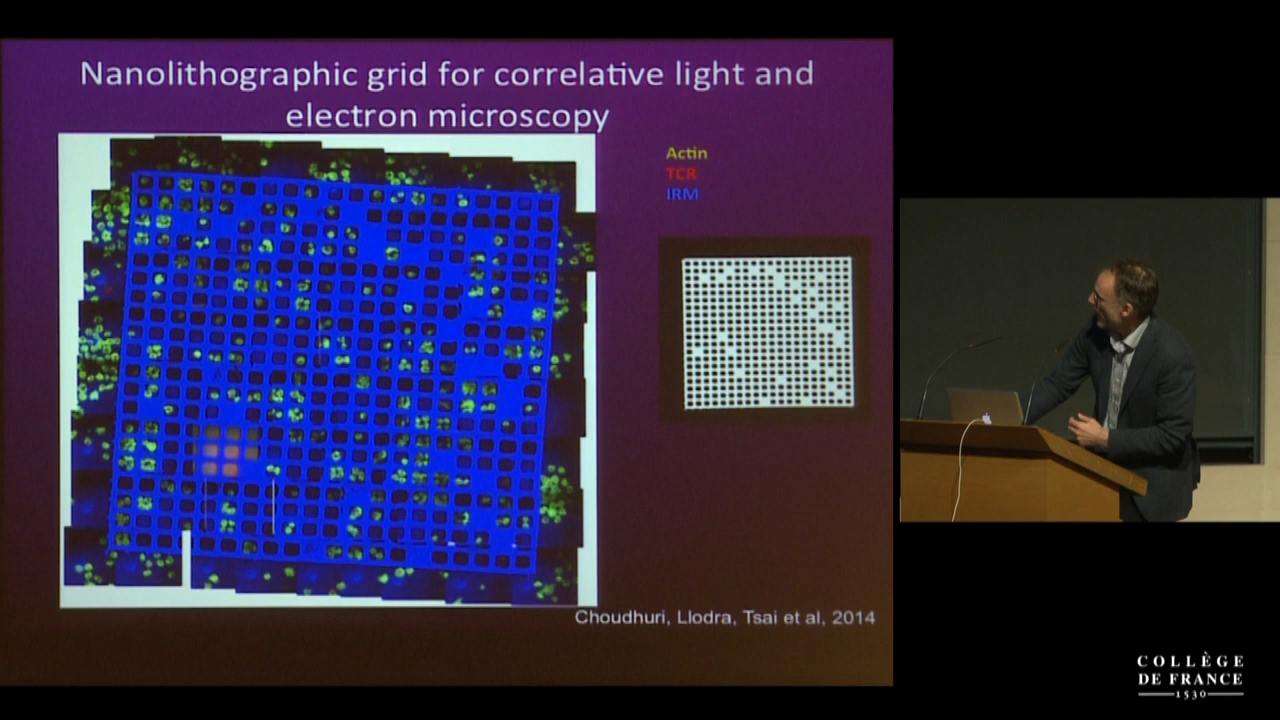 Nanolithographic grid for correlative light and
electron microscopy
Actin
TCR
IRM
Choudhuri, Llodra, Tsai et al, 2014
COLLÈGE
DE FRANCE
1530